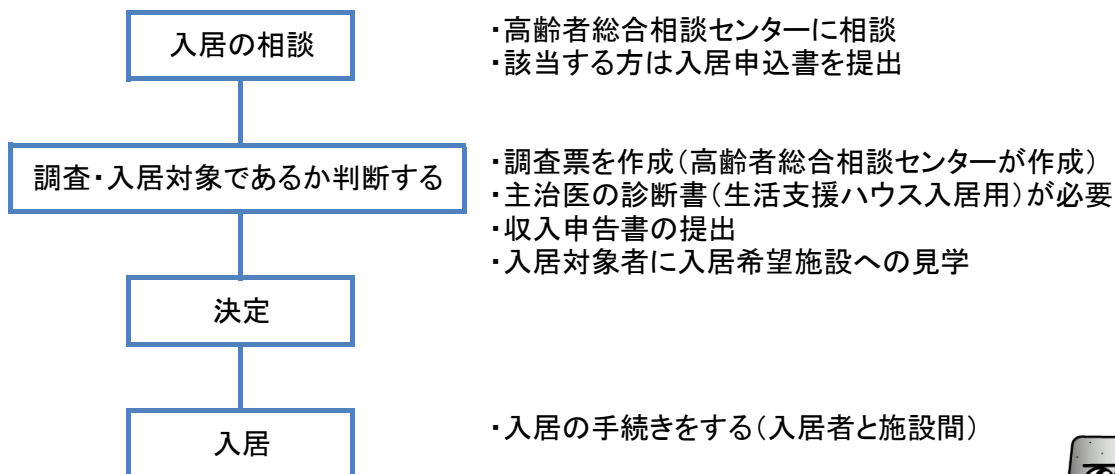 入居の相談
・高齢者総合相談センターに相談
・該当する方は入居申込書を提出
調査・入居対象であるか判断する
・調査票を作成(高齢者総合相談センターが作成)
・主治医の診断書(生活支援ハウス入居用)が必要
・収入申告書の提出
・入居対象者に入居希望施設への見学
決定
入居
・入居の手続きをする(入居者と施設間)